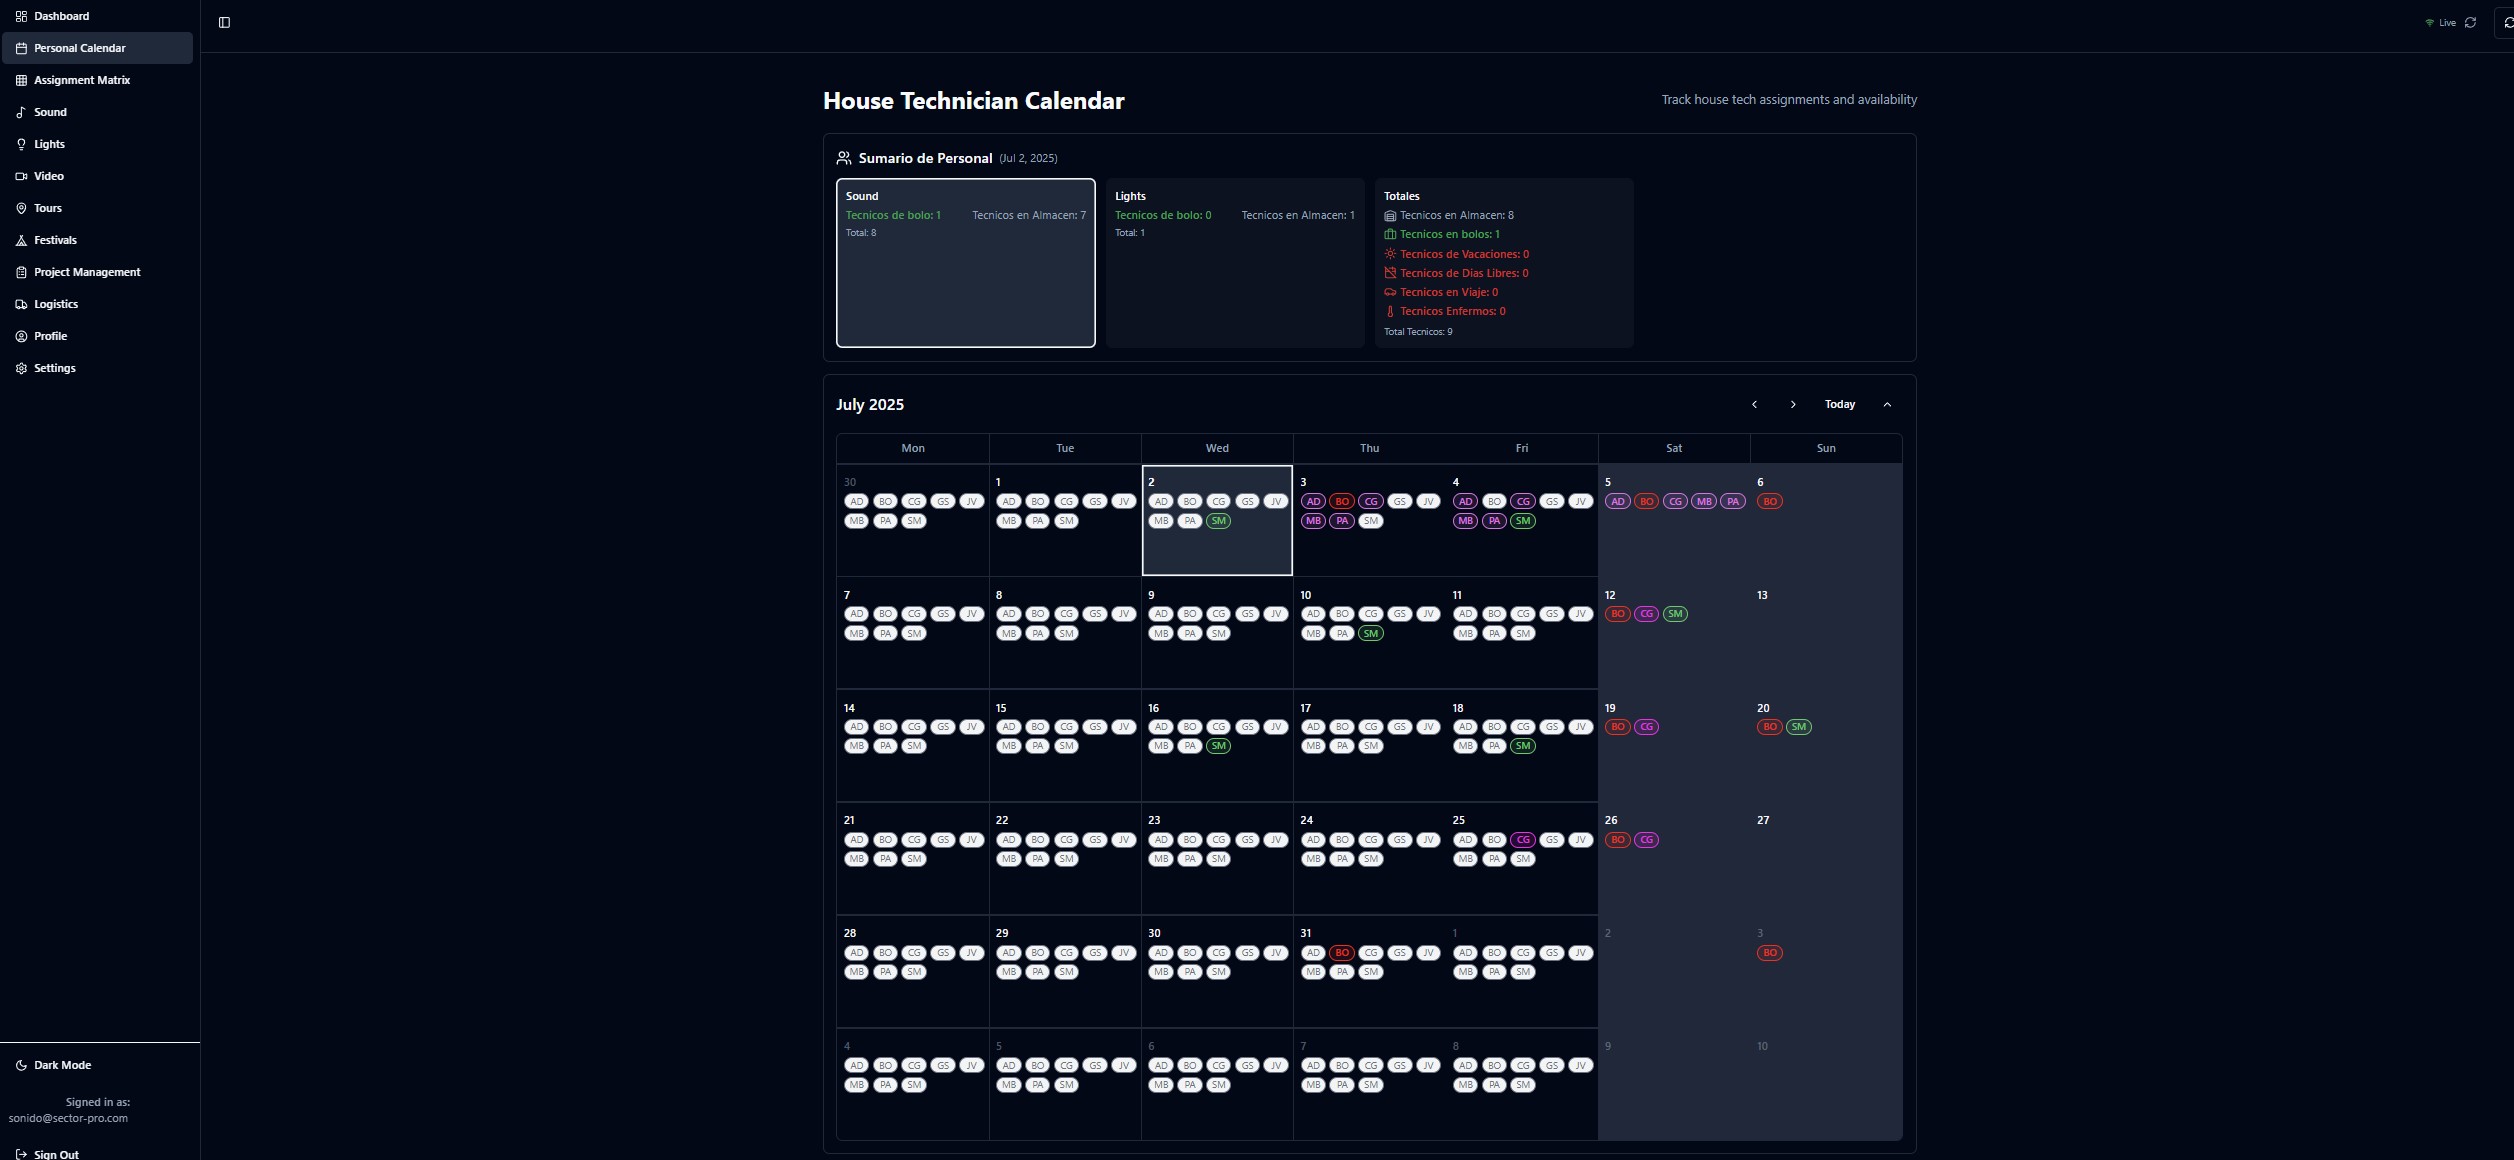 Dashboard
Personal Calendar
Assignment Matrix
Sound
Lights
Video
Tours
Festivals
Project Management
Logistics
Profile
Settings
Dark Mode
Signed in as:
sonido@sector-pro.com
Sign Out
Live
House Technician Calendar
Track house tech assignments and availability
Sumario de Personal (Jul 2, 2025)
Sound
Tecnicos de bolo: 1 Tecnicos en Almacen: 7
Total: 8
Lights
Tecnicos de bolo: 0 Tecnicos en Almacen: 1
Total: 1
Totales
Tecnicos en Almacen: 8
Tecnicos en bolos: 1
Tecnicos de Vacaciones: 0
Tecnicos de Dias Libres: 0
Tecnicos en Viaje: 0
Tecnicos Enfermos: 0
Total Tecnicos: 9
July 2025
Today
Mon Tue Wed Thu Fri Sat Sun
30 1 2 3 4 5 6
AD BO CG GS JV AD BO CG GS JV AD BO CG GS JV AD BO CG GS JV AD BO CG GS JV AD BO CG MB PA BO
MB PA SM MB PA SM MB PA SM MB PA SM MB PA SM
7 8 9 10 11 12 13
AD BO CG GS JV AD BO CG GS JV AD BO CG GS JV AD BO CG GS JV AD BO CG GS JV BO CG SM
MB PA SM MB PA SM MB PA SM MB PA SM MB PA SM
14 15 16 17 18 19 20
AD BO CG GS JV AD BO CG GS JV AD BO CG GS JV AD BO CG GS JV AD BO CG GS JV BO CG BO SM
MB PA SM MB PA SM MB PA SM MB PA SM MB PA SM
21 22 23 24 25 26 27
AD BO CG GS JV AD BO CG GS JV AD BO CG GS JV AD BO CG GS JV AD BO CG GS JV BO CG
MB PA SM MB PA SM MB PA SM MB PA SM MB PA SM
28 29 30 31 1 2 3
AD BO CG GS JV AD BO CG GS JV AD BO CG GS JV AD BO CG GS JV AD BO CG GS JV BO
MB PA SM MB PA SM MB PA SM MB PA SM MB PA SM
4 5 6 7 8 9 10
AD BO CG GS JV AD BO CG GS JV AD BO CG GS JV AD BO CG GS JV AD BO CG GS JV
MB PA SM MB PA SM MB PA SM MB PA SM MB PA SM